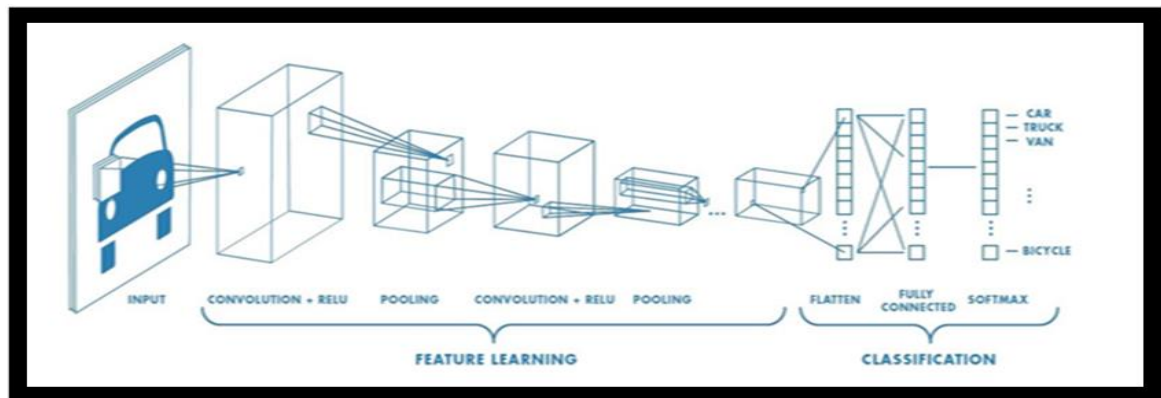 CAR
TRUCK
VAN
BICYCLE
INPUT
CONVOLUTION + RELU
POOLING
CONVOLUTION + RELU
POOLING
FLATTEN
FULLY
CONNECTED
SOFTMAX
FEATURE LEARNING
CLASSIFICATION